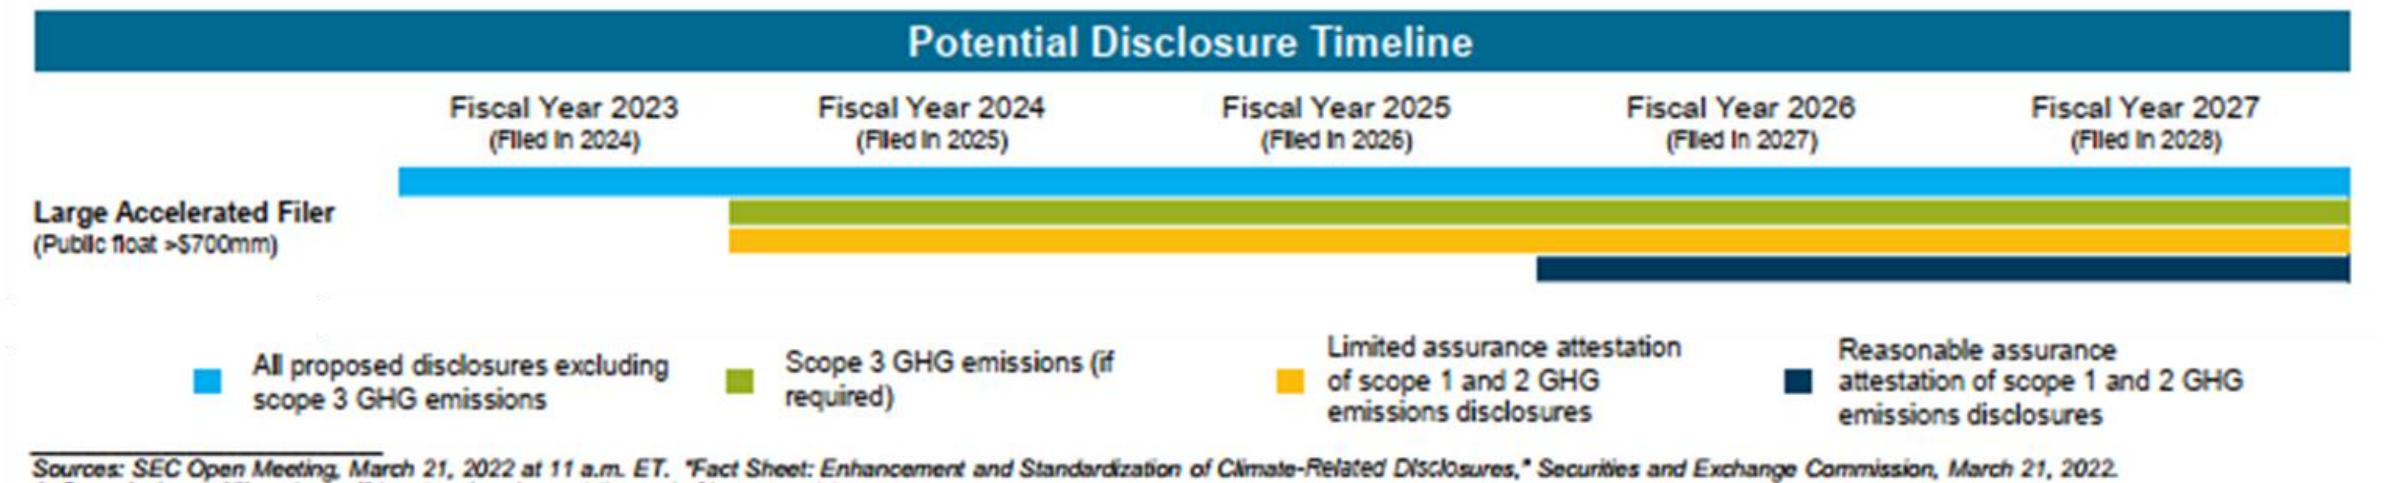 Potential Disclosure Timeline
Fiscal Year 2023 Fiscal Year 2024 Fiscal Year 2025 Fiscal Year 2026 Fiscal Year 2027
(Filed in 2024) (Filed in 2025) (Filed in 2026) (Filed in 2027) (Filed in 2028)
Large Accelerated Filer
(Public float >$700mm)
All proposed disclosures excluding
scope 3 GHG emissions
Scope 3 GHG emissions (if
required)
Limited assurance attestation
of scope 1 and 2 GHG
emissions disclosures
Reasonable assurance
attestation of scope 1 and 2 GHG
emissions disclosures
Sources: SEC Open Meeting, March 21, 2022 at 11 a.m. ET. "Fact Sheet: Enhancement and Standardization of Climate-Related Disclosures," Securities and Exchange Commission, March 21, 2022.